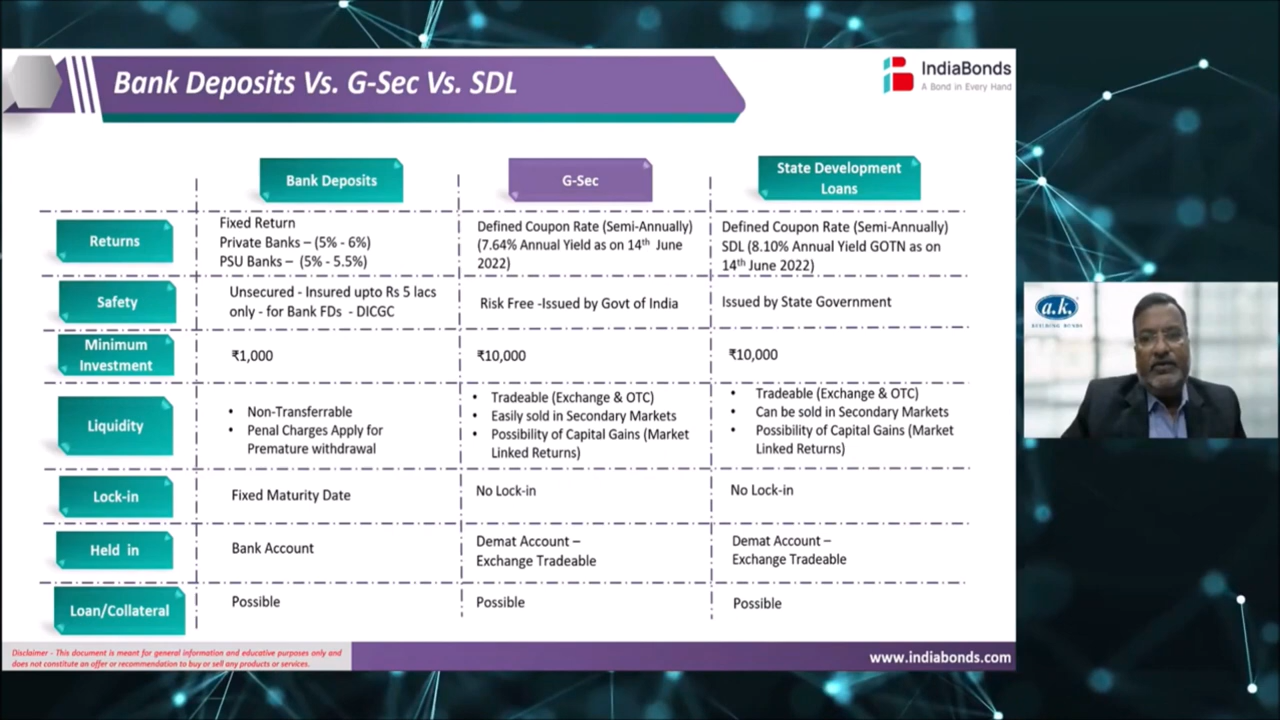 Bank Deposits Vs. G-Sec Vs. SDL
IndiaBonds
A Bond in Every Hand
Bank Deposits
G-Sec
State Development
Loans
Returns
Fixed Return
Private Banks – (5% - 6%)
PSU Banks – (5% - 5.5%)
Defined Coupon Rate (Semi-Annually)
(7.64% Annual Yield as on 14th June
2022)
Defined Coupon Rate (Semi-Annually)
SDL (8.10% Annual Yield GOTN as on
14th June 2022)
Safety
Unsecured - Insured upto Rs 5 lacs
only - for Bank FDs - DICGC
Risk Free -Issued by Govt of India
Issued by State Government
Minimum
Investment
₹1,000
₹10,000
₹10,000
Liquidity
• Non-Transferrable
• Penal Charges Apply for
Premature withdrawal
• Tradeable (Exchange & OTC)
• Easily sold in Secondary Markets
• Possibility of Capital Gains (Market
Linked Returns)
• Tradeable (Exchange & OTC)
• Can be sold in Secondary Markets
• Possibility of Capital Gains (Market
Linked Returns)
Lock-in
Fixed Maturity Date
No Lock-in
No Lock-in
Held in
Bank Account
Demat Account –
Exchange Tradeable
Demat Account –
Exchange Tradeable
Loan/Collateral
Possible
Possible
Possible
Disclaimer - This document is meant for general information and educative purposes only and
does not constitute an offer or recommendation to buy or sell any products or services.
www.indiabonds.com
a.k.
BUILDING BONDS